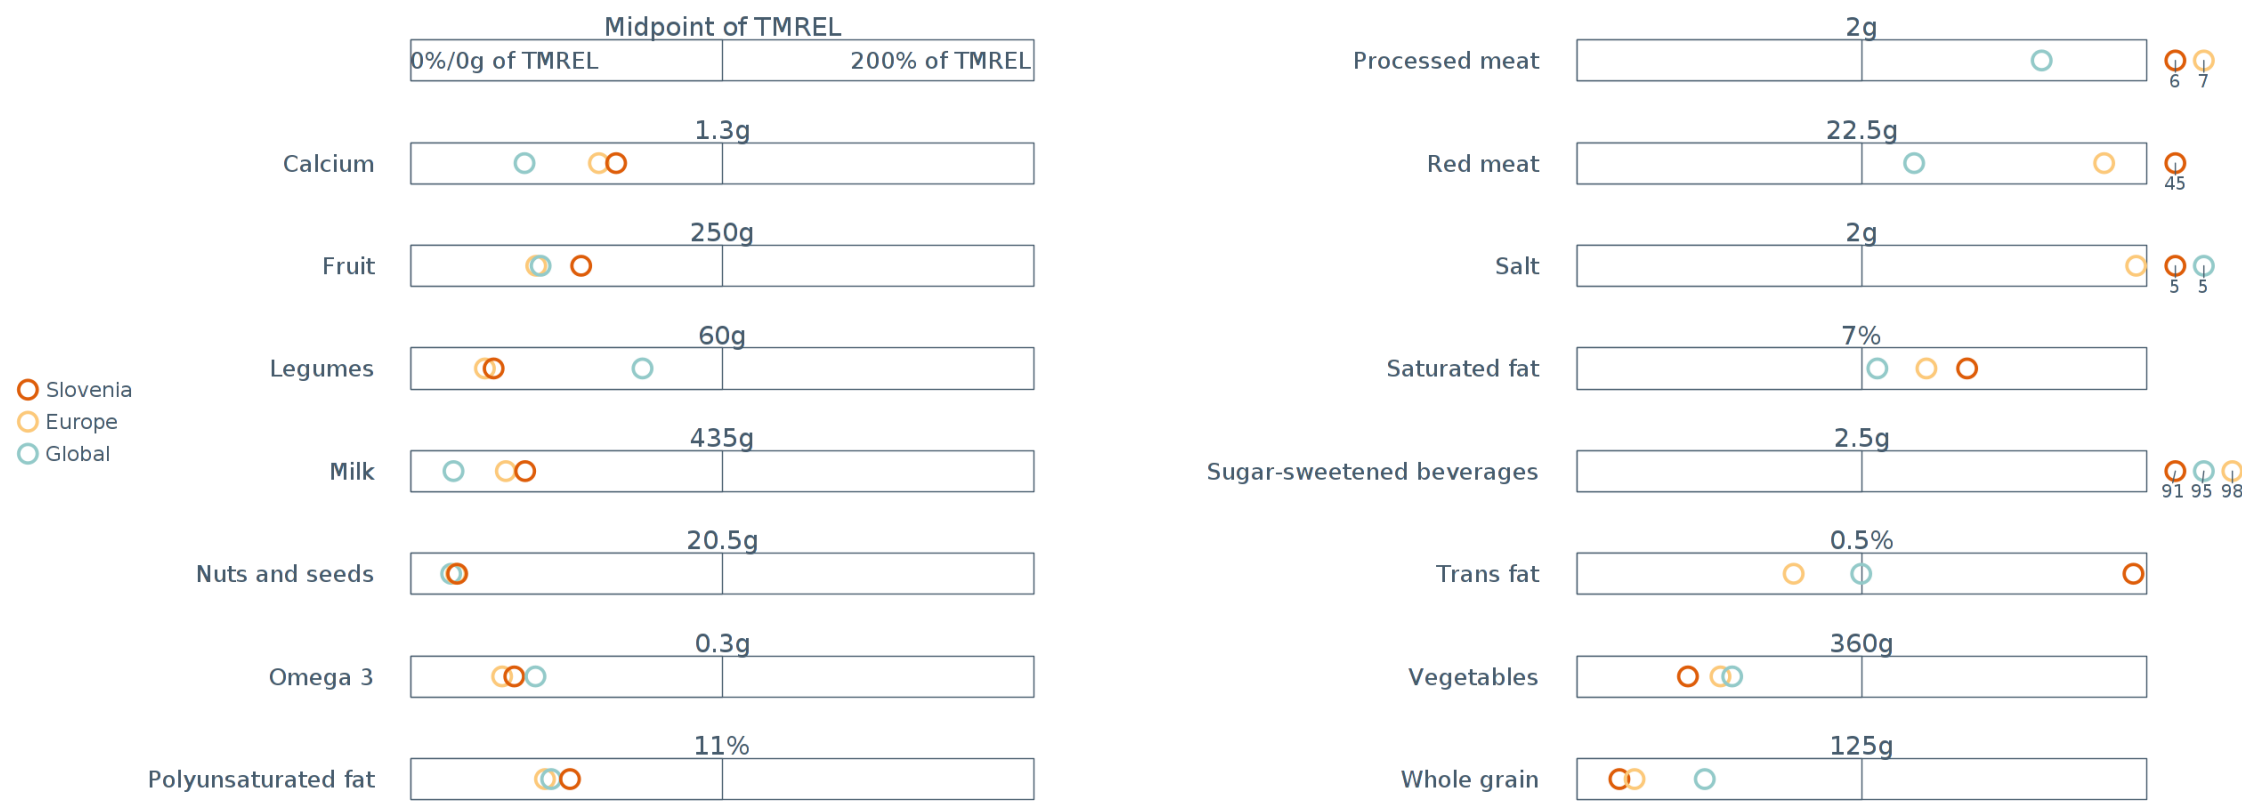 Midpoint of TMREL
0%/0g of TMREL 200% of TMREL
1.3g
Calcium
250g
Fruit
60g
Legumes
435g
Milk
20.5g
Nuts and seeds
0.3g
Omega 3
11%
Polyunsaturated fat
Slovenia
Europe
Global
2g
Processed meat
6 7
22.5g
Red meat
45
2g
Salt
5 5
7%
Saturated fat
2.5g
Sugar-sweetened beverages
91 95 98
0.5%
Trans fat
360g
Vegetables
125g
Whole grain